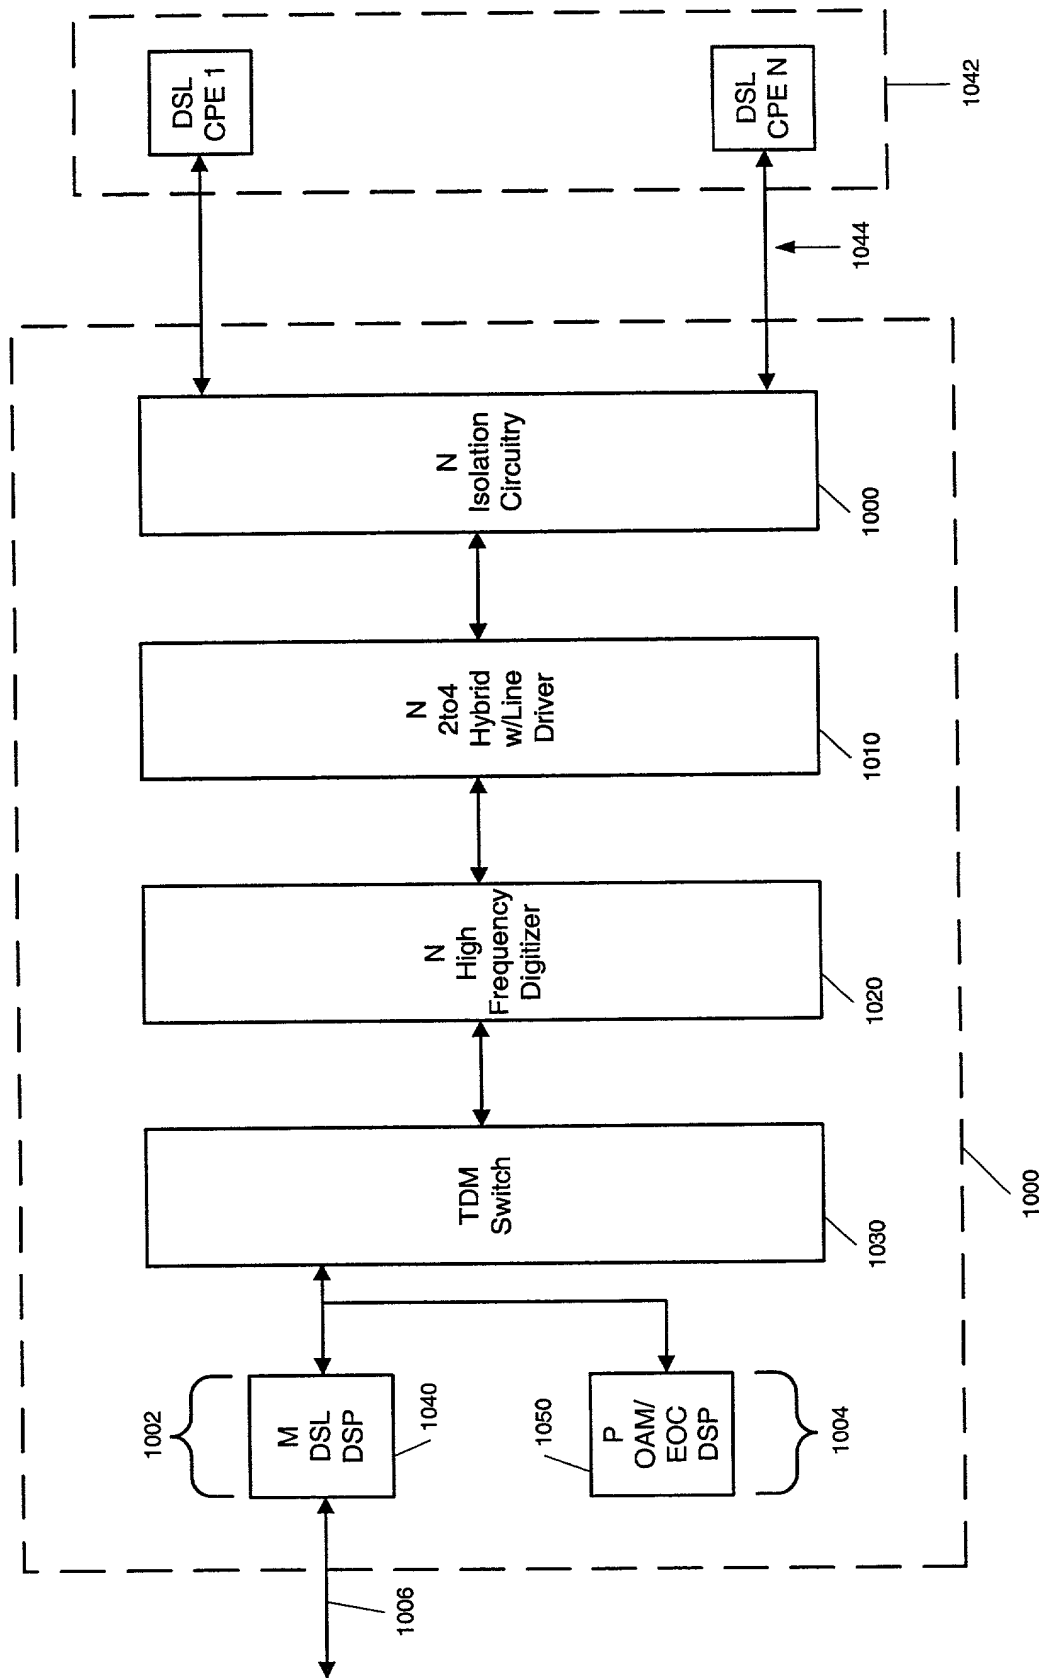 1002
M
DSL
DSP
1040
1006
1050
P
OAM/
EOC
DSP
1004
TDM
Switch
1030
N
High
Frequency
Digitizer
1020
N
2to4
Hybrid
w/Line
Driver
1010
N
Isolation
Circuitry
1000
1000
DSL
CPE 1
DSL
CPE N
1044
1042